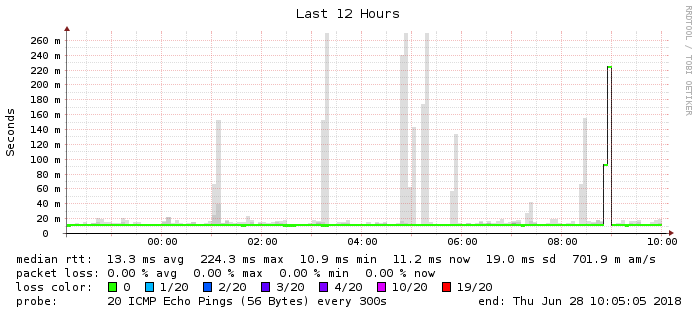 Last 12 Hours
RRDTOOL / TOBI OETIKER
Seconds
260 m
240 m
220 m
200 m
180 m
160 m
140 m
120 m
100 m
80 m
60 m
40 m
20 m
0
00:00 02:00 04:00 06:00 08:00 10:00
median rtt: 13.3 ms avg 224.3 ms max 10.9 ms min 11.2 ms now 19.0 ms sd 701.9 m am/s
packet loss: 0.00 % avg 0.00 % max 0.00 % min 0.00 % now
loss color: 0 1/20 2/20 3/20 4/20 10/20 19/20
probe: 20 ICMP Echo Pings (56 Bytes) every 300s end: Thu Jun 28 10:05:05 2018